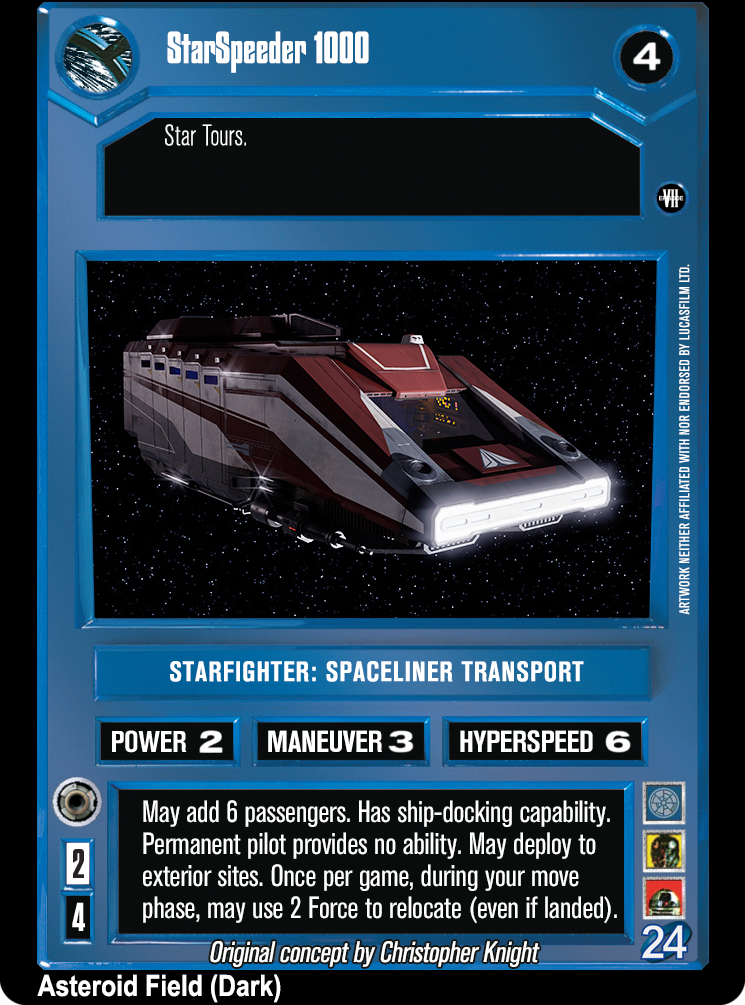 StarSpeeder 1000
4
Star Tours.
EPISODE
VII
ARTWORK NEITHER AFFILIATED WITH NOR ENDORSED BY LUCASFILM LTD.
STARFIGHTER: SPACELINER TRANSPORT
POWER 2
MANEUVER 3
HYPERSPEED 6
May add 6 passengers. Has ship-docking capability.
Permanent pilot provides no ability. May deploy to
exterior sites. Once per game, during your move
phase, may use 2 Force to relocate (even if landed).
2
4
24
Original concept by Christopher Knight
Asteroid Field (Dark)